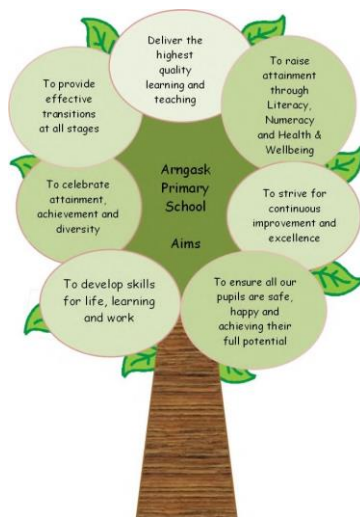 Deliver the
highest
quality
learning and
teaching
To raise
attainment
through
Literacy,
Numeracy
and Health &
Wellbeing
To strive for
continuous
improvement and
excellence
To ensure all our
pupils are safe,
happy and
achieving their
full potential
To develop skills
for life, learning
and work
To celebrate
attainment,
achievement and
diversity
To provide
effective
transitions
at all stages
Arngask
Primary
School
Aims